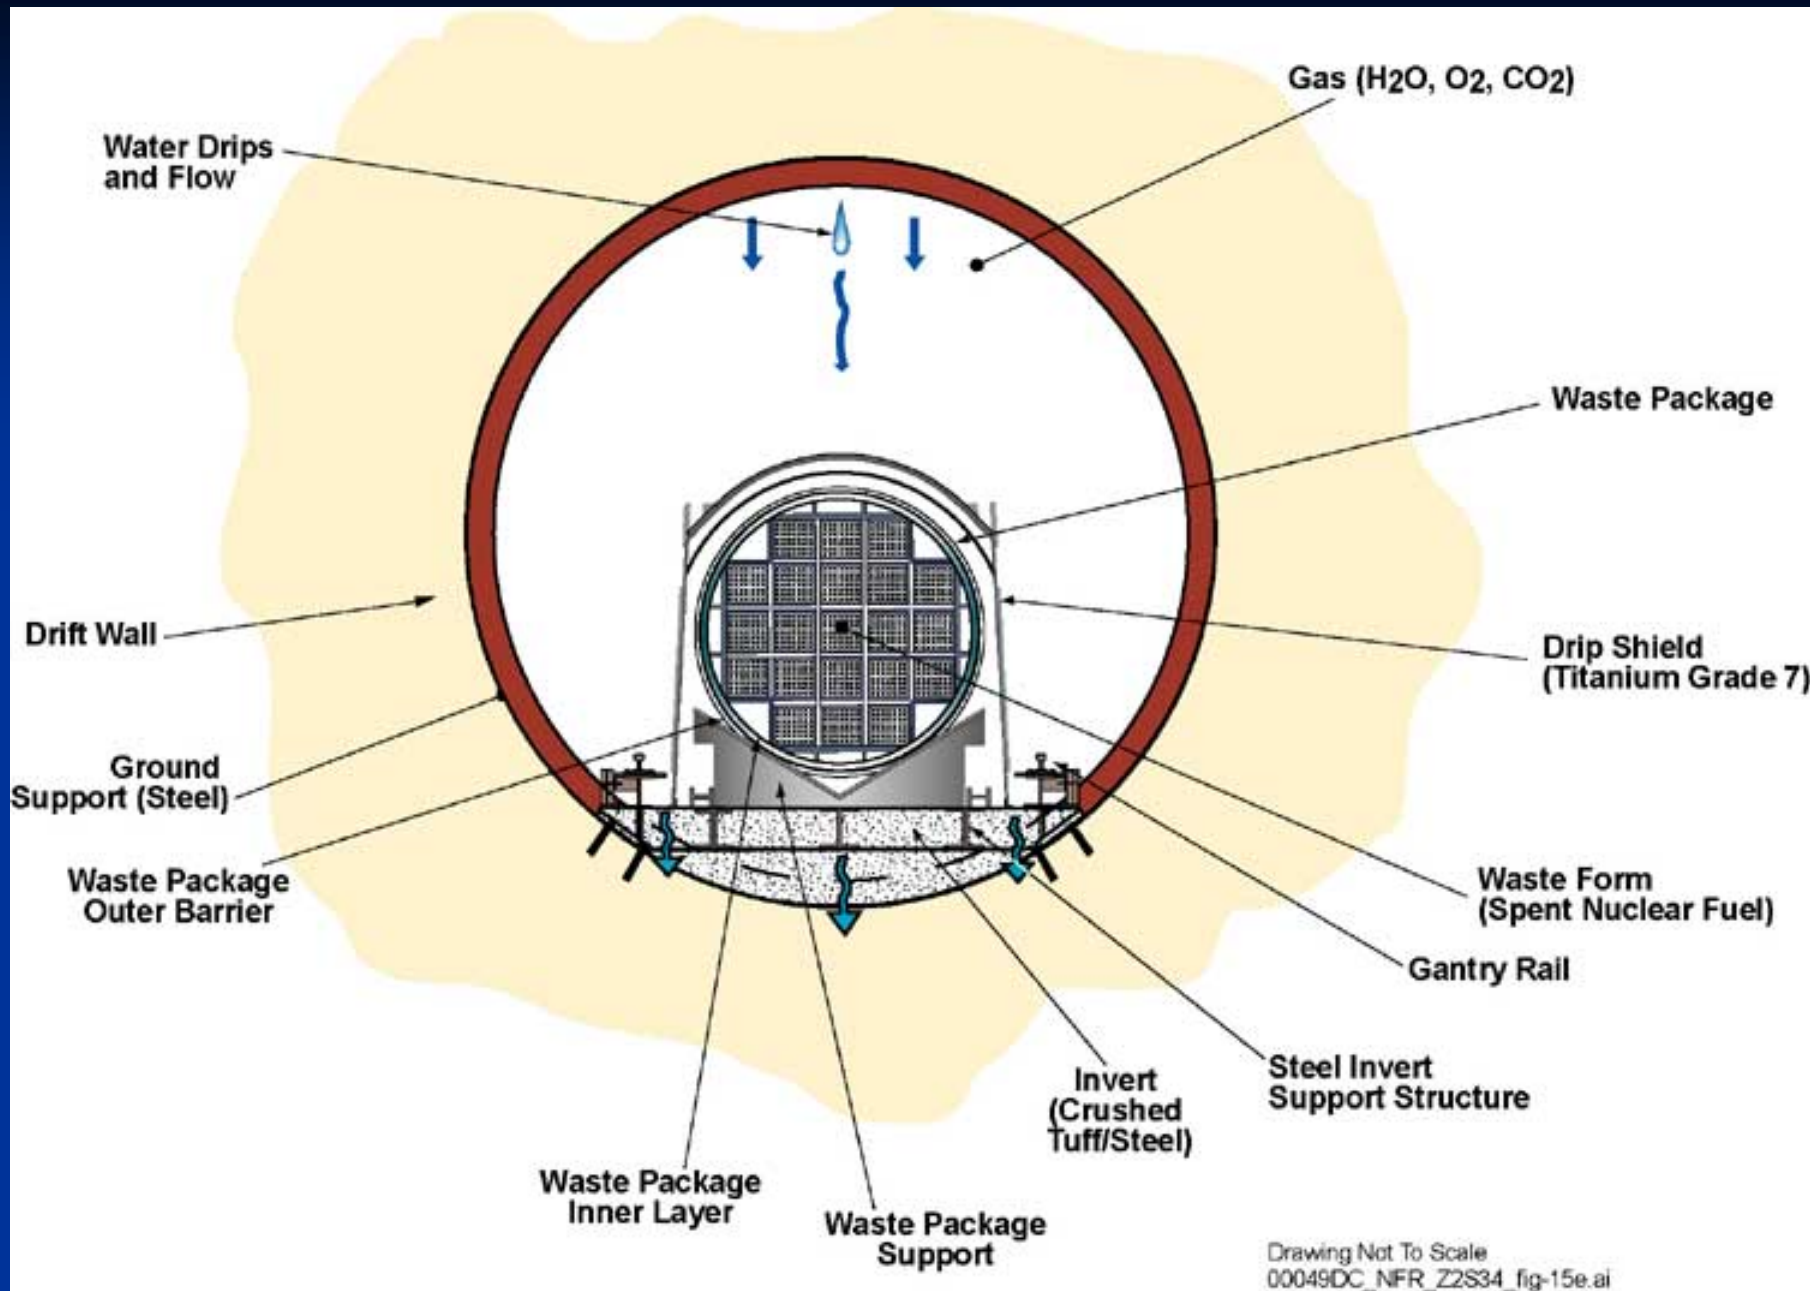 Gas (H2O, O2, CO2)
Water Drips
and Flow
Waste Package
Drift Wall
Drip Shield
(Titanium Grade 7)
Ground
Support (Steel)
Waste Package
Outer Barrier
Waste Form
(Spent Nuclear Fuel)
Gantry Rail
Steel Invert
Support Structure
Invert
(Crushed
Tuff/Steel)
Waste Package
Inner Layer
Waste Package
Support
Drawing Not To Scale
00049DC_NFR_Z2S34_fig-15e.ai